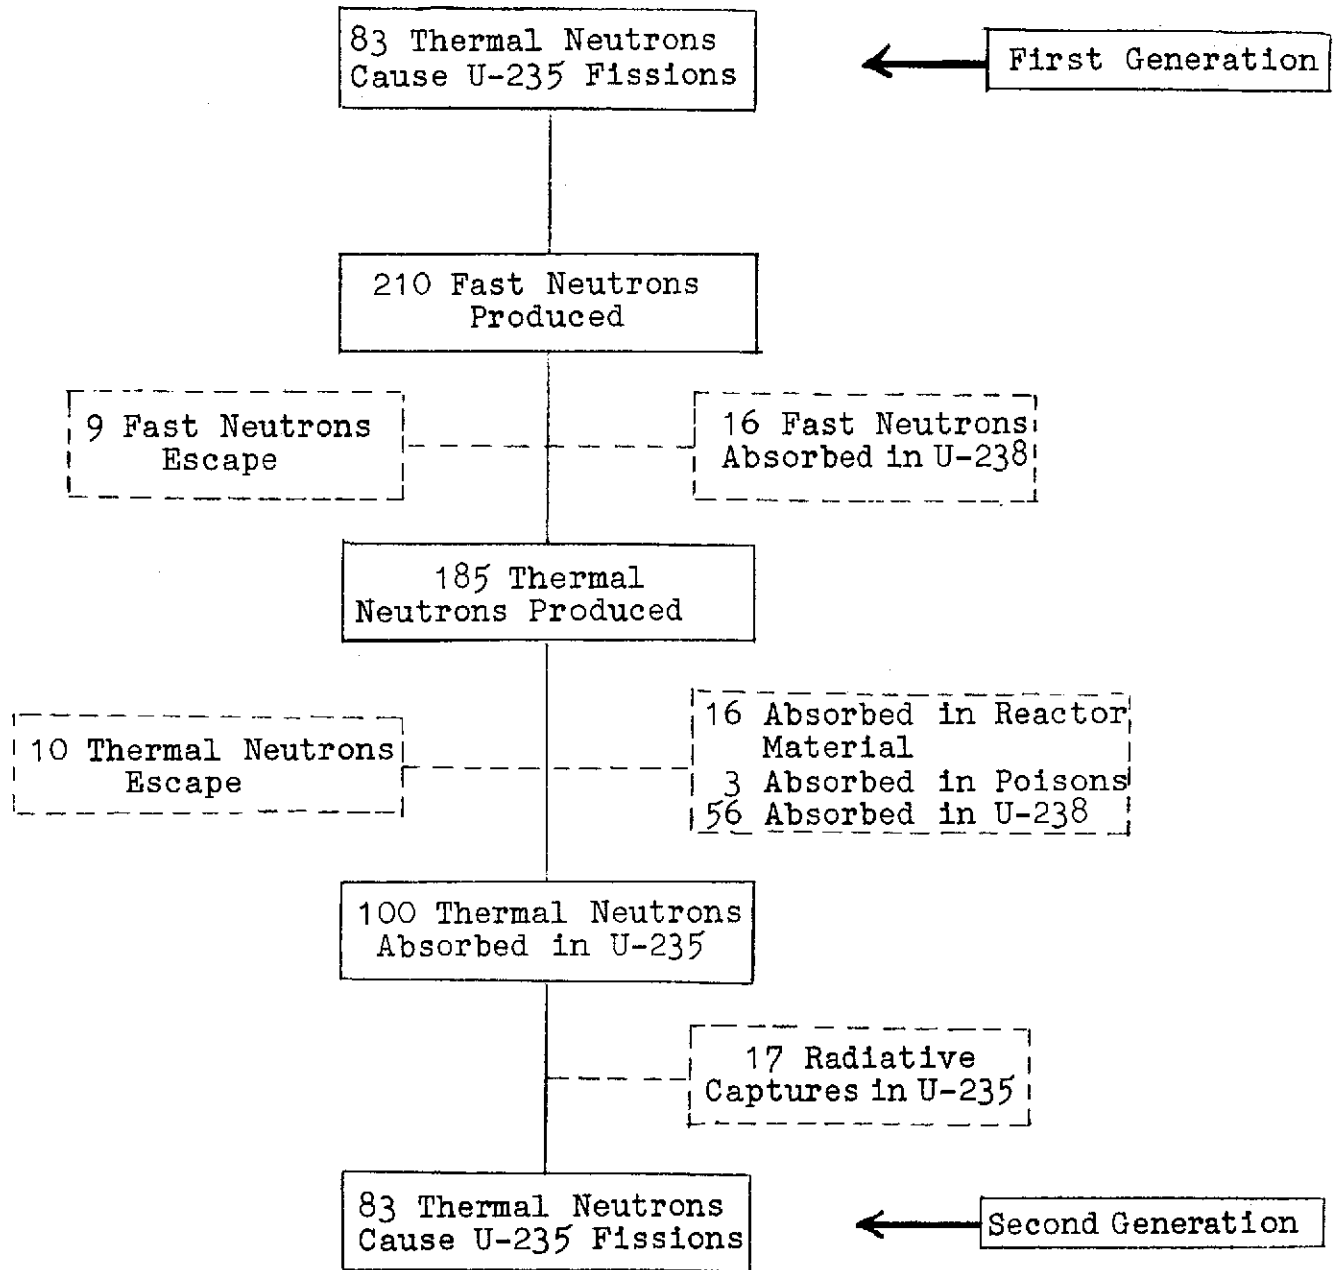 83 Thermal Neutrons
Cause U-235 Fissions
First Generation
210 Fast Neutrons
Produced
9 Fast Neutrons
Escape
16 Fast Neutrons
Absorbed in U-238
185 Thermal
Neutrons Produced
10 Thermal Neutrons
Escape
16 Absorbed in Reactor
Material
3 Absorbed in Poisons
56 Absorbed in U-238
100 Thermal Neutrons
Absorbed in U-235
17 Radiative
Captures in U-235
83 Thermal Neutrons
Cause U-235 Fissions
Second Generation